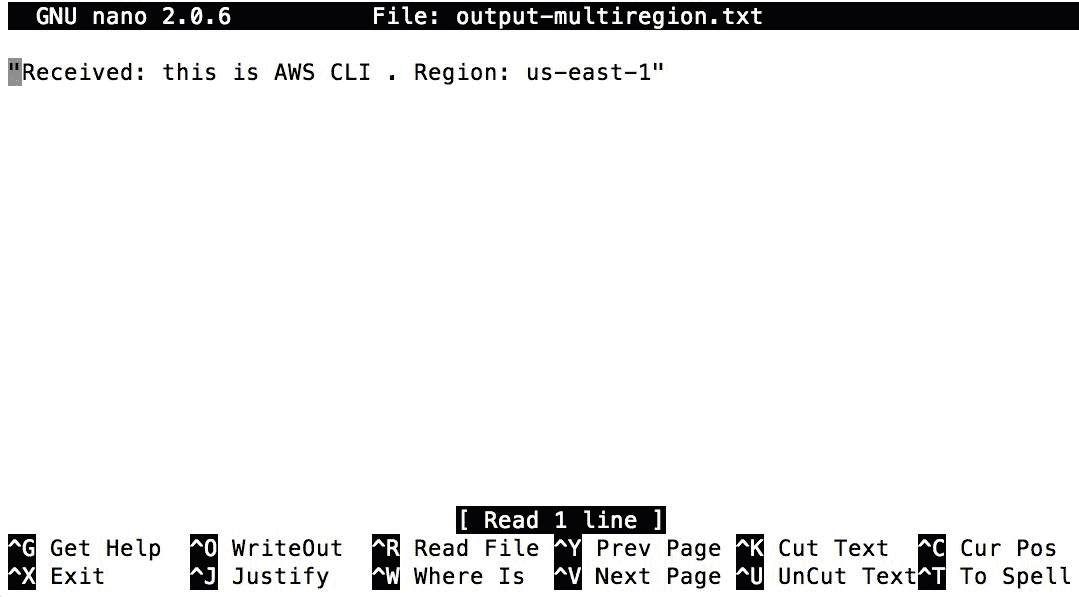 GNU nano 2.0.6 File: output-multiregion.txt
"Received: this is AWS CLI . Region: us-east-1"
[ Read 1 line ]
^G Get Help ^O WriteOut ^R Read File ^Y Prev Page ^K Cut Text ^C Cur Pos
^X Exit ^J Justify ^W Where Is ^V Next Page ^U UnCut Text ^T To Spell